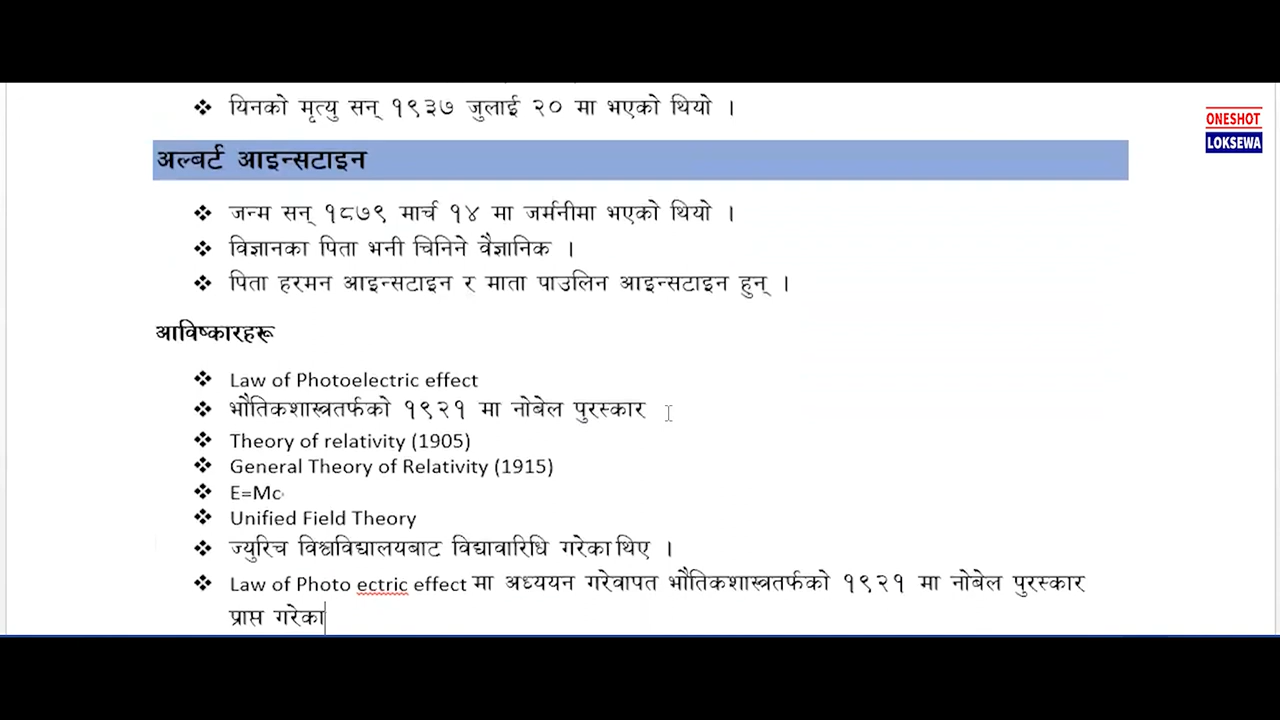 यिनको मृत्यु सन् १९३७ जुलाई २० मा भएको थियो ।
ONESHOT
LOKSEWA
अल्बर्ट आइन्सटाइन
❖ जन्म सन् १८७९ मार्च १४ मा जर्मनीमा भएको थियो ।
❖ विज्ञानका पिता भनी चिनिने वैज्ञानिक ।
❖ पिता हरमन आइन्सटाइन र माता पाउलिन आइन्सटाइन हुन् ।
आविष्कारहरू
❖ Law of Photoelectric effect
❖ भौतिकशास्त्रतर्फको १९२१ मा नोबेल पुरस्कार
❖ Theory of relativity (1905)
❖ General Theory of Relativity (1915)
❖ E=Mc
❖ Unified Field Theory
❖ ज्युरिच विश्वविद्यालयबाट विद्यावारिधि गरेका थिए ।
❖ Law of Photo ectric effect मा अध्ययन गरेवापत भौतिकशास्त्रतर्फको १९२१ मा नोबेल पुरस्कार
प्राप्त गरेका